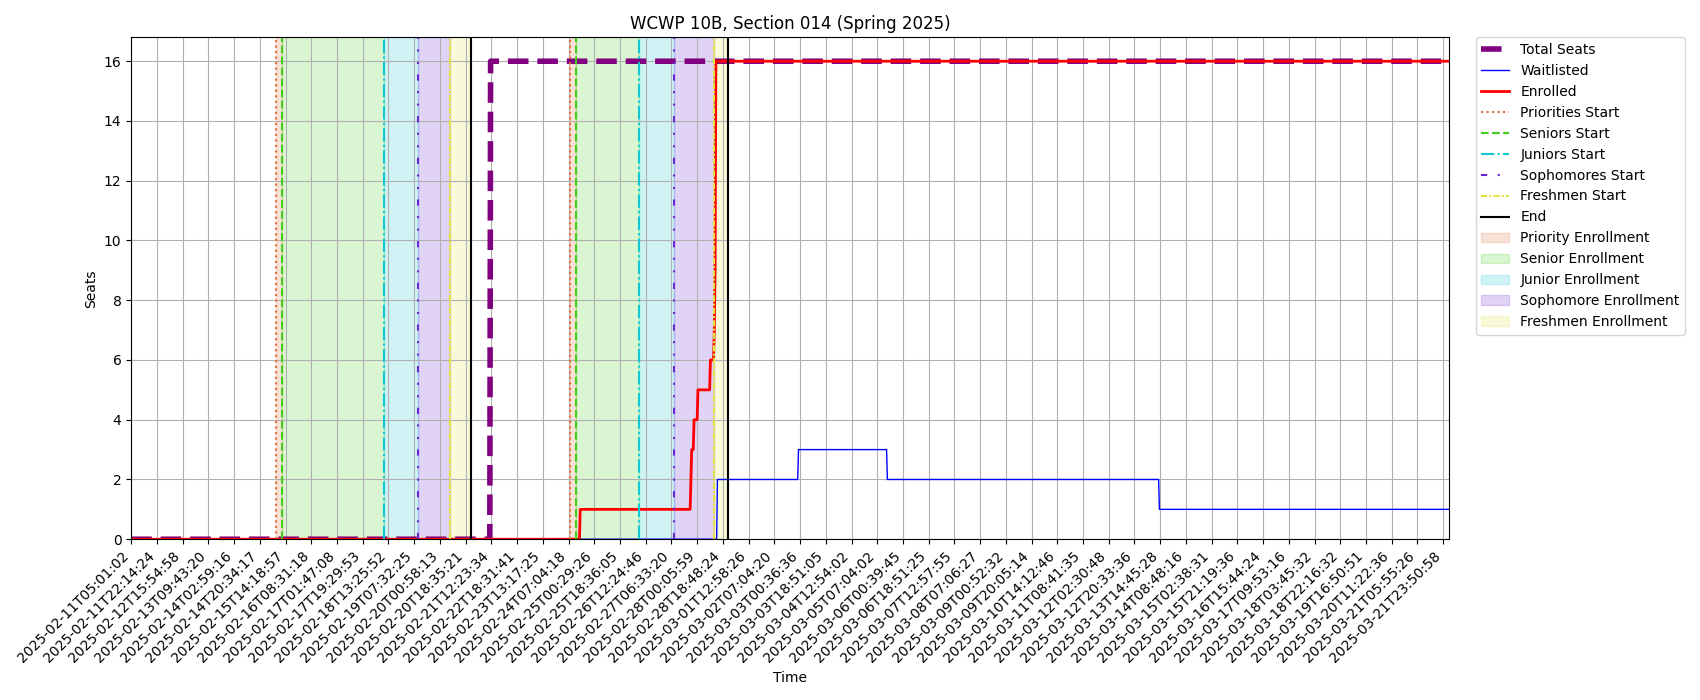 WCWP 10B, Section 014 (Spring 2025)
Seats
16
14
12
10
8
6
4
2
0
2025-02-11T05:01:02
2025-02-11T22:14:24
2025-02-12T15:54:58
2025-02-13T09:43:20
2025-02-14T02:59:16
2025-02-14T20:34:17
2025-02-15T14:18:57
2025-02-16T08:31:18
2025-02-17T01:47:08
2025-02-17T19:29:53
2025-02-18T13:25:52
2025-02-19T07:32:25
2025-02-20T00:58:13
2025-02-20T18:35:21
2025-02-21T12:23:34
2025-02-22T18:31:41
2025-02-23T13:17:25
2025-02-24T07:04:18
2025-02-25T00:29:26
2025-02-25T18:36:05
2025-02-26T12:24:46
2025-02-27T06:33:20
2025-02-28T00:05:59
2025-02-28T18:48:24
2025-03-01T12:58:26
2025-03-02T07:04:20
2025-03-03T00:36:36
2025-03-03T18:51:05
2025-03-04T12:54:02
2025-03-05T07:04:02
2025-03-06T00:39:45
2025-03-06T18:51:25
2025-03-07T12:57:55
2025-03-08T07:06:27
2025-03-09T00:52:32
2025-03-09T20:05:14
2025-03-10T14:12:46
2025-03-11T08:41:35
2025-03-12T02:30:48
2025-03-12T20:33:36
2025-03-13T14:45:28
2025-03-14T08:48:16
2025-03-15T02:38:31
2025-03-15T21:19:36
2025-03-16T15:44:24
2025-03-17T09:53:16
2025-03-18T03:45:32
2025-03-18T22:16:32
2025-03-19T16:50:51
2025-03-20T11:22:36
2025-03-21T05:55:26
2025-03-21T23:50:58
Time
Total Seats
Waitlisted
Enrolled
Priorities Start
Seniors Start
Juniors Start
Sophomores Start
Freshmen Start
End
Priority Enrollment
Senior Enrollment
Junior Enrollment
Sophomore Enrollment
Freshmen Enrollment